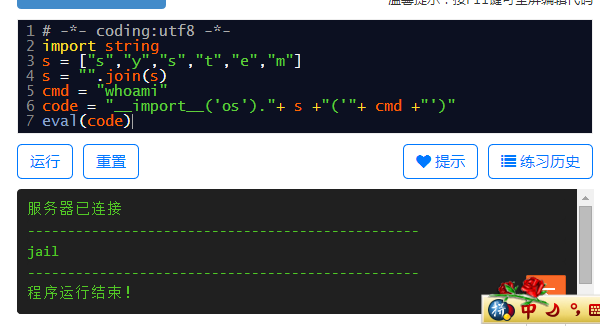 温馨提示：按F11键可全屏编辑代码
1 # -*- coding:utf8 -*-
2 import string
3 s = ["s","y","s","t","e","m"]
4 s = "".join(s)
5 cmd = "whoami"
6 code = "__import__('os')."+ s +"('"+ cmd +"')"
7 eval(code)
运行 重置 提示 练习历史
服务器已连接
------------------------------------------------
jail
------------------------------------------------
程序运行结束!
拼 中